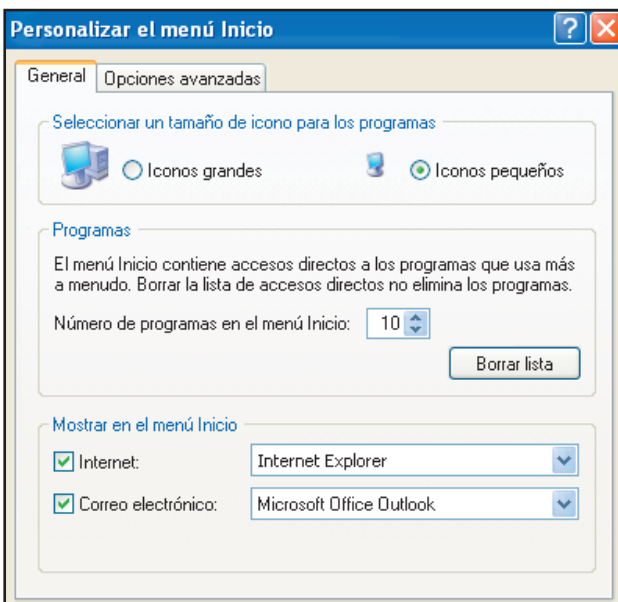 Personalizar el menú Inicio
General Opciones avanzadas
Seleccionar un tamaño de icono para los programas
Iconos grandes Iconos pequeños
Programas
El menú Inicio contiene accesos directos a los programas que usa más
a menudo. Borrar la lista de accesos directos no elimina los programas.
Número de programas en el menú Inicio: 10
Borrar lista
Mostrar en el menú Inicio
Internet: Internet Explorer
Correo electrónico: Microsoft Office Outlook